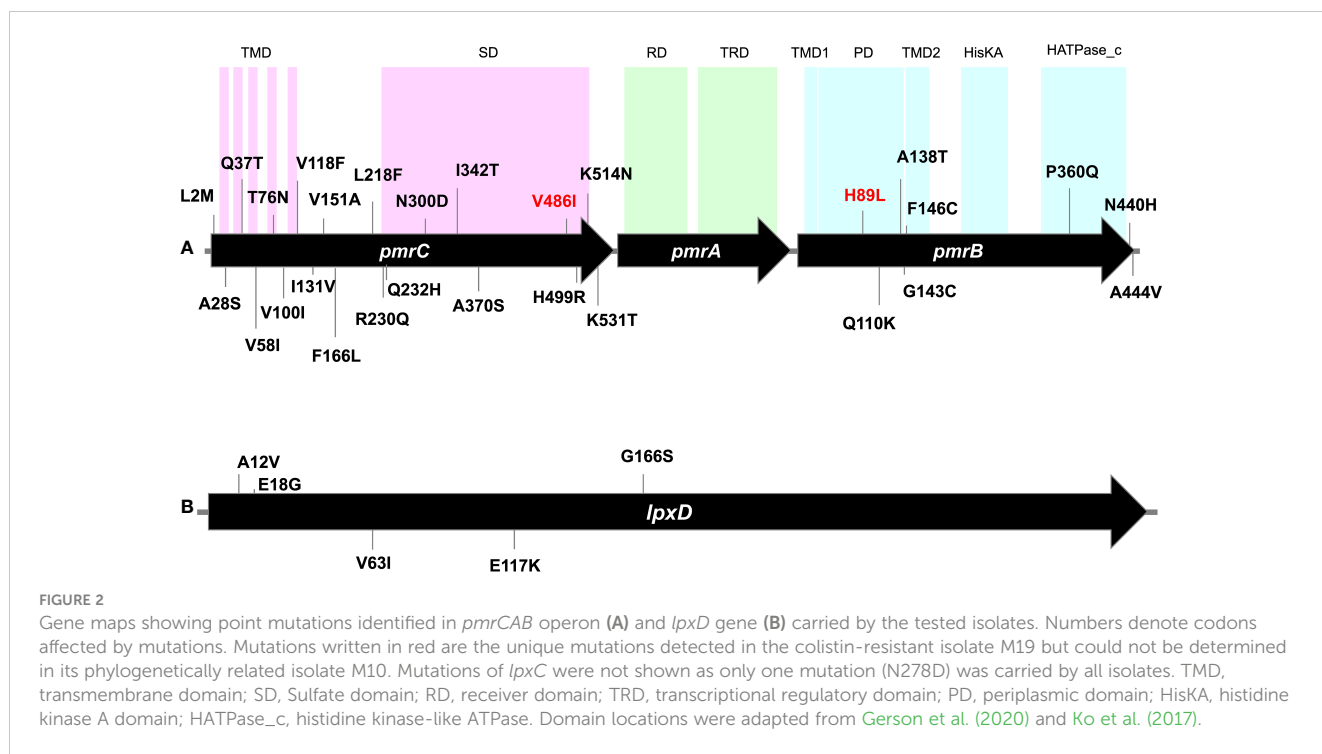 TMD SD RD TRD TMD1 PD TMD2 HisKA HATPase_c
Q37T V118F L218F I342T K514N A138T P360Q
L2M T76N V151A N300D V486I H89L F146C N440H
A pmrC pmrA pmrB
A28S V100I I131V R230Q Q232H A370S H499R K531T Q110K G143C A444V
V58I F166L
A12V E18G G166S
B lpxD
V63I E117K
FIGURE 2
Gene maps showing point mutations identified in pmrCAB operon (A) and lpxD gene (B) carried by the tested isolates. Numbers denote codons
affected by mutations. Mutations written in red are the unique mutations detected in the colistin-resistant isolate M19 but could not be determined
in its phylogenetically related isolate M10. Mutations of lpxC were not shown as only one mutation (N278D) was carried by all isolates. TMD,
transmembrane domain; SD, Sulfate domain; RD, receiver domain; TRD, transcriptional regulatory domain; PD, periplasmic domain; HisKA, histidine
kinase A domain; HATPase_c, histidine kinase-like ATPase. Domain locations were adapted from Gerson et al. (2020) and Ko et al. (2017).